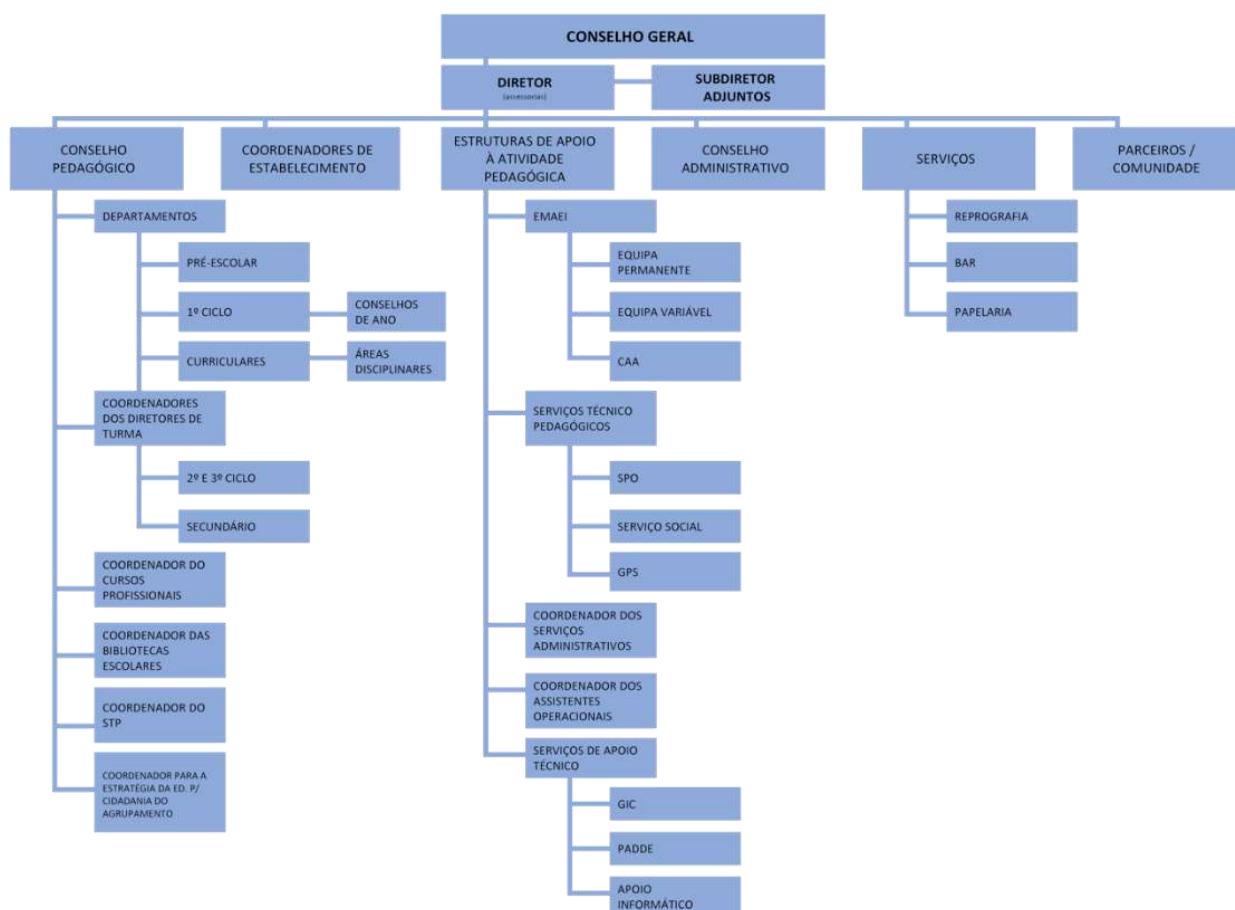 CONSELHO GERAL
DIRETOR
(assessorias)
SUBDIRETOR
ADJUNTOS
CONSELHO
PEDAGÓGICO
COORDENADORES DE
ESTABELECIMENTO
ESTRUTURAS DE APOIO
À ATIVIDADE
PEDAGÓGICA
CONSELHO
ADMINISTRATIVO
SERVIÇOS
PARCEIROS /
COMUNIDADE
DEPARTAMENTOS
PRÉ-ESCOLAR
1º CICLO
CONSELHOS
DE ANO
CURRICULARES
ÁREAS
DISCIPLINARES
COORDENADORES
DOS DIRETORES DE
TURMA
2º E 3º CICLO
SECUNDÁRIO
COORDENADOR DO
CURSOS
PROFISSIONAIS
COORDENADOR DAS
BIBLIOTECAS
ESCOLARES
COORDENADOR DO
STP
COORDENADOR PARA A
ESTRATÉGIA DA ED. P/
CIDADANIA DO
AGRUPAMENTO
EMAEI
EQUIPA
PERMANENTE
EQUIPA VARIÁVEL
CAA
SERVIÇOS TÉCNICO
PEDAGÓGICOS
SPO
SERVIÇO SOCIAL
GPS
COORDENADOR DOS
SERVIÇOS
ADMINISTRATIVOS
COORDENADOR DOS
ASSISTENTES
OPERACIONAIS
SERVIÇOS DE APOIO
TÉCNICO
GIC
PADDE
APOIO
INFORMÁTICO
REPROGRAFIA
BAR
PAPELARIA